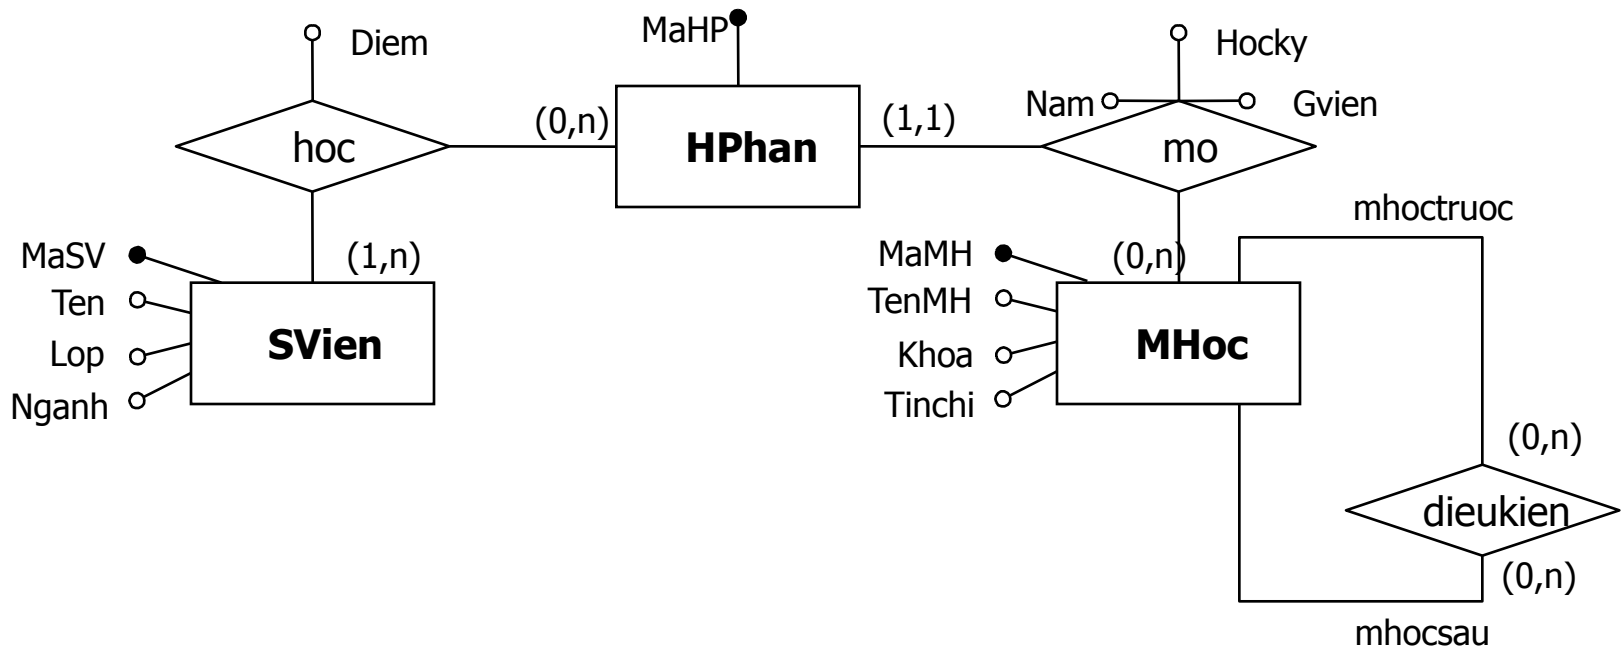 MaHP
Diem
Hocky
Nam
Gvien
(0,n)
(1,1)
hoc
HPhan
mo
mhoctruoc
MaSV
(1,n)
MaMH
(0,n)
Ten
TenMH
SVien
MHoc
Lop
Khoa
Nganh
Tinchi
(0,n)
dieukien
(0,n)
mhocsau